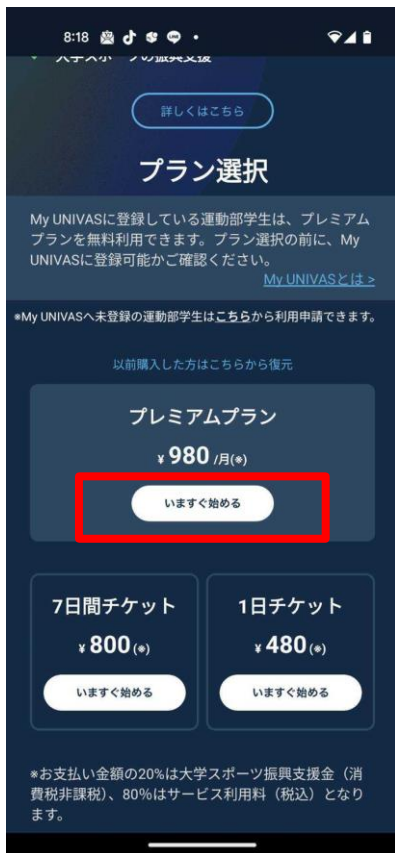 8:18
大学スポーツの振興支援
詳しくはこちら
プラン選択
My UNIVASに登録している運動部学生は、プレミアム
プランを無料利用できます。プラン選択の前に、My
UNIVASに登録可能かご確認ください。
My UNIVASとは >
※My UNIVASへ未登録の運動部学生はこちらから利用申請できます。
以前購入した方はこちらから復元
プレミアムプラン
¥ 980 /月(※)
いますぐ始める
7日間チケット
¥ 800 (※)
いますぐ始める
1日チケット
¥ 480 (※)
いますぐ始める
※お支払い金額の20%は大学スポーツ振興支援金（消
費税非課税）、80%はサービス利用料（税込）となり
ます。